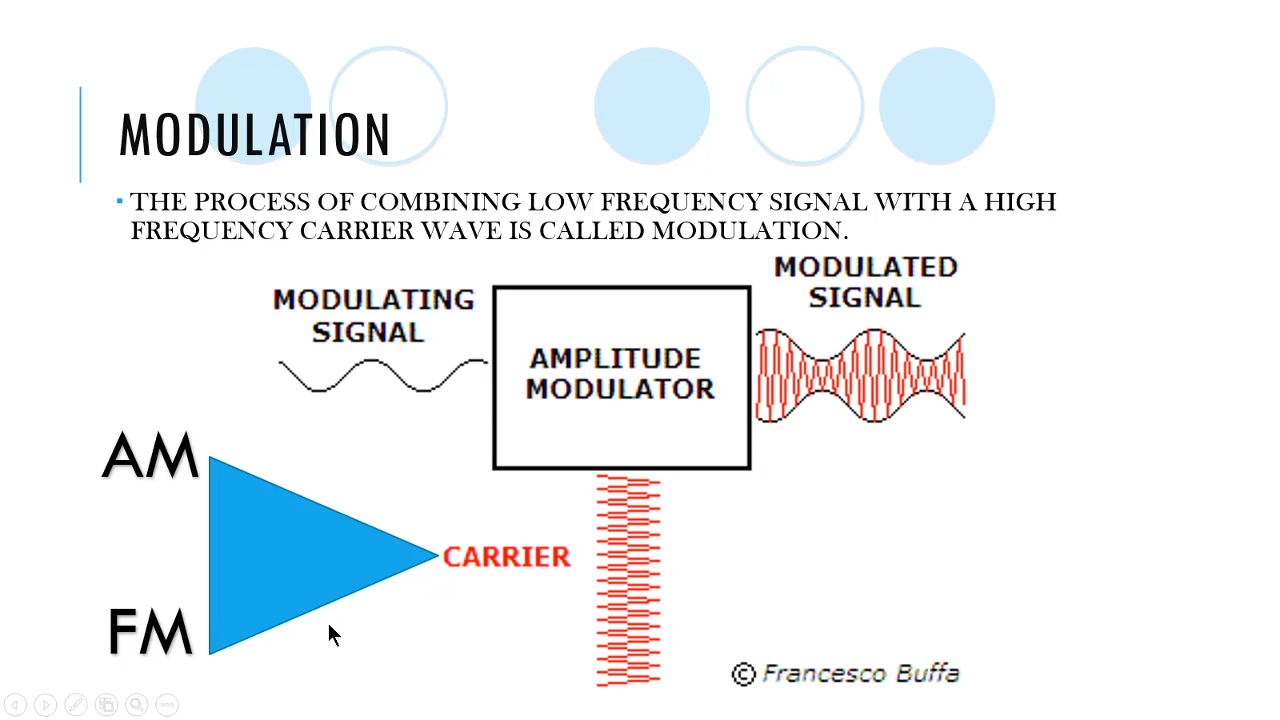 MODULATION
THE PROCESS OF COMBINING LOW FREQUENCY SIGNAL WITH A HIGH
FREQUENCY CARRIER WAVE IS CALLED MODULATION.
MODULATING
SIGNAL
AMPLITUDE
MODULATOR
MODULATED
SIGNAL
AM
FM
CARRIER
© Francesco Buffa